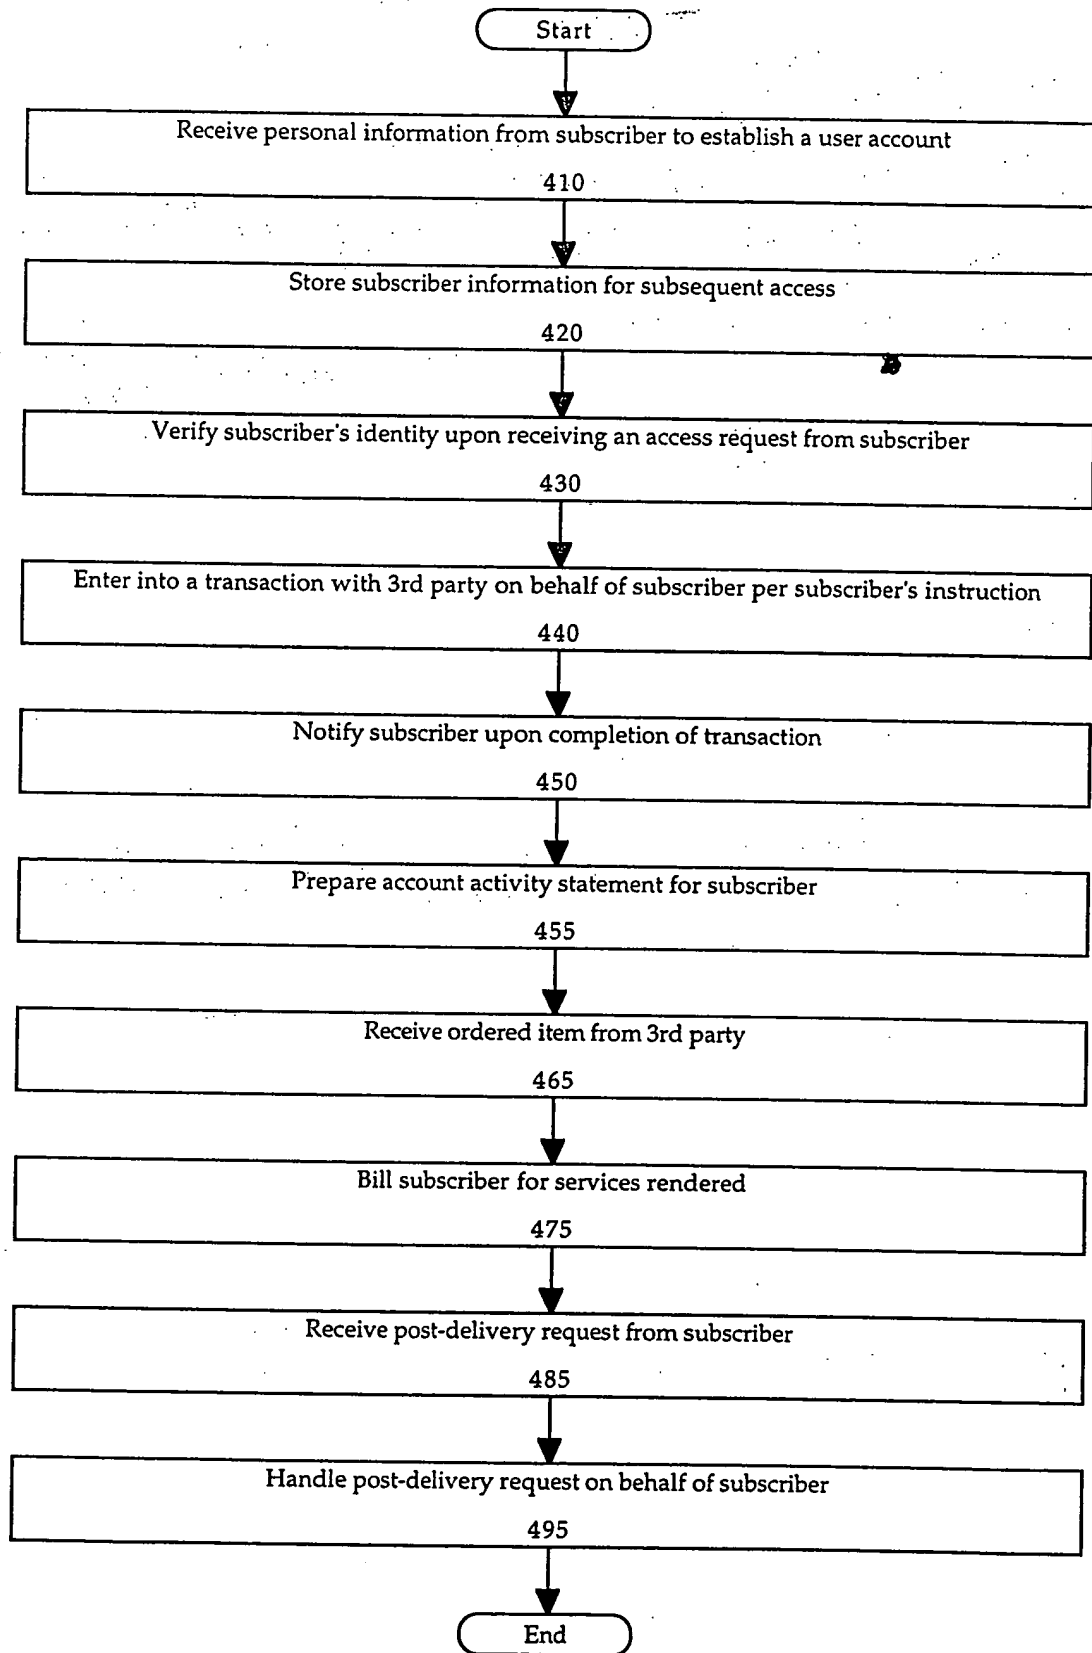 Start
Receive personal information from subscriber to establish a user account
410
Store subscriber information for subsequent access
420
Verify subscriber's identity upon receiving an access request from subscriber
430
Enter into a transaction with 3rd party on behalf of subscriber per subscriber's instruction
440
Notify subscriber upon completion of transaction
450
Prepare account activity statement for subscriber
455
Receive ordered item from 3rd party
465
Bill subscriber for services rendered
475
Receive post-delivery request from subscriber
485
Handle post-delivery request on behalf of subscriber
495
End